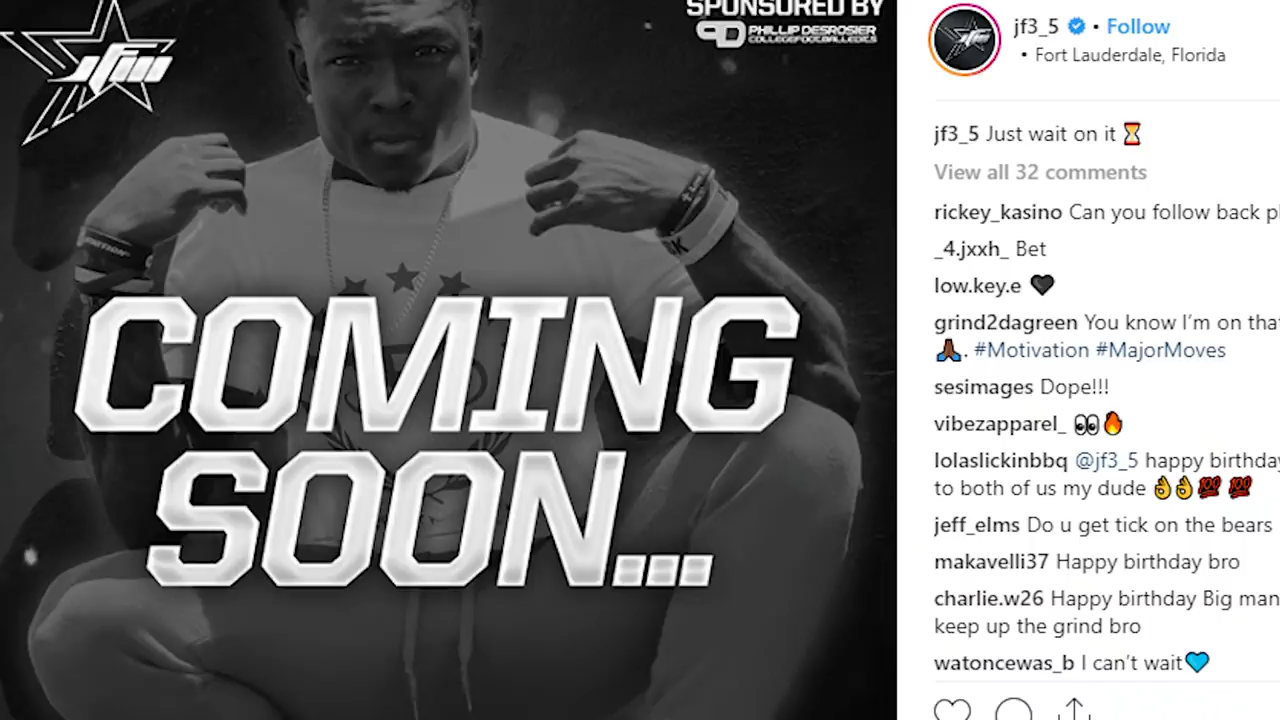 SPONSORED BY
PHILLIP DESROSIER
COLLEGEFOOTBALLEDITS
jfiii
COMING
SOON...
jf3_5 • Follow
• Fort Lauderdale, Florida
jf3_5 Just wait on it ⌛
View all 32 comments
rickey_kasino Can you follow back
_4.jxxh_ Bet
low.key.e 🖤
grind2dagreen You know I'm on that
🙏🏾. #Motivation #MajorMoves
sesimages Dope!!!
vibezapparel_ 👀🔥
lolaslickinbbq @jf3_5 happy birthday
to both of us my dude 👌👌💯 💯
jeff_elms Do u get tick on the bears
makavelli37 Happy birthday bro
charlie.w26 Happy birthday Big man
keep up the grind bro
watoncewas_b I can't wait💙